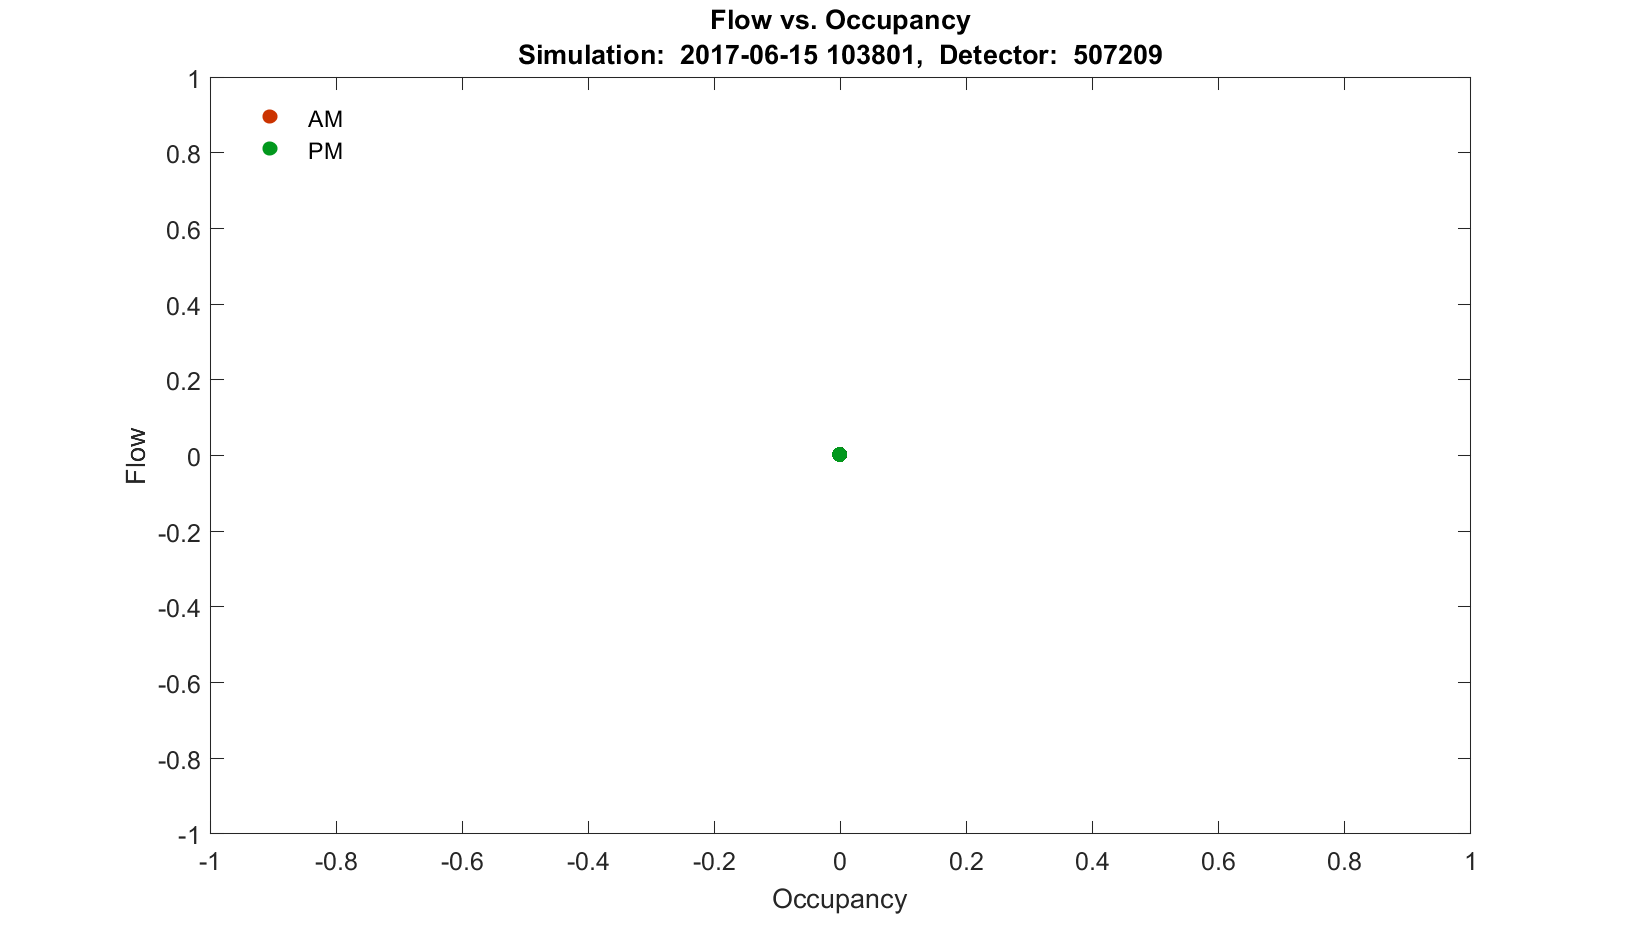 Flow vs. Occupancy
Simulation:  2017-06-15 103801,  Detector:  507209
1
AM
PM
0.8
0.6
0.4
0.2
Flow
0
-0.2
-0.4
-0.6
-0.8
-1
-1 -0.8 -0.6 -0.4 -0.2 0 0.2 0.4 0.6 0.8 1
Occupancy